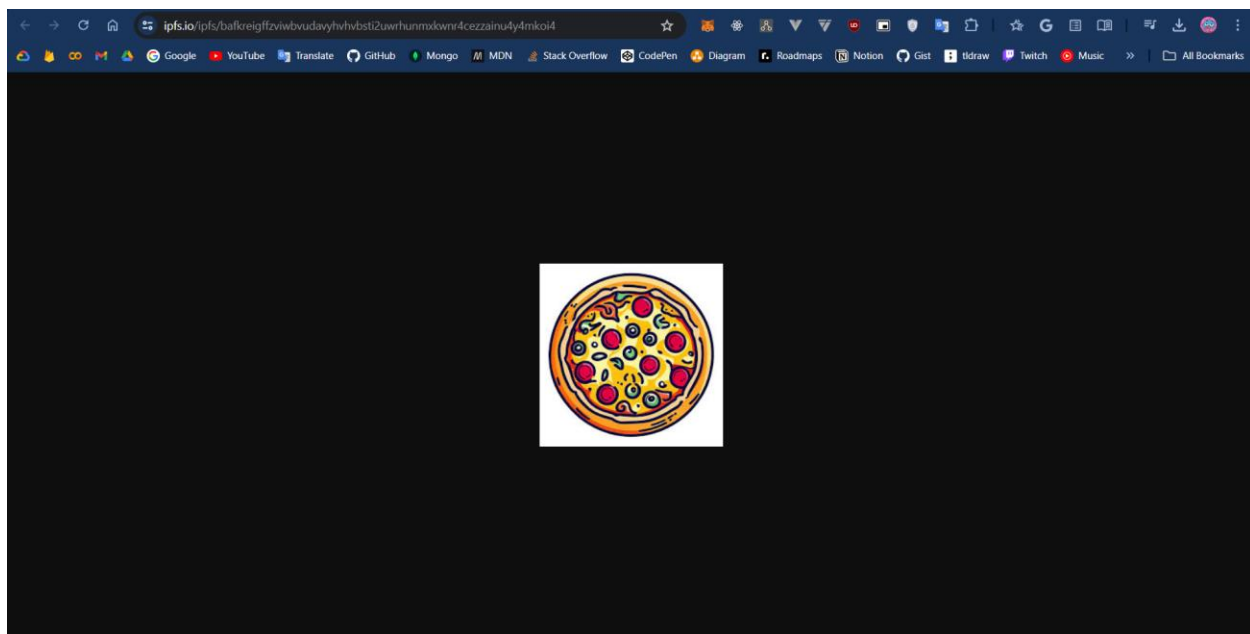 ipfs.io/ipfs/bafkreigffzviwbvudavyhvhvbsti2uwrhunmxkwnr4cezzainu4y4mkoi4
Google YouTube Translate GitHub Mongo MDN Stack Overflow CodePen Diagram Roadmaps Notion Gist tldraw Twitch Music » All Bookmarks